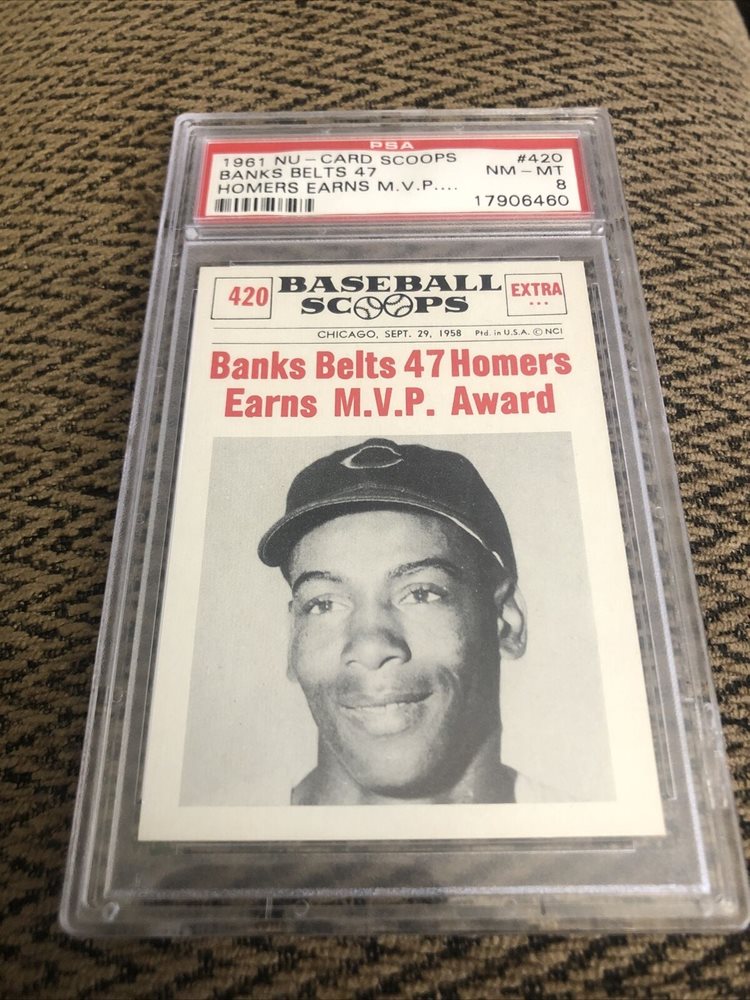 PSA
1961 NU-CARD SCOOPS #420
BANKS BELTS 47 NM-MT
HOMERS EARNS M.V.P.... 8
17906460
420 BASEBALL SCOOPS EXTRA ...
CHICAGO, SEPT. 29, 1958 Ptd. in U.S.A. © NCI
Banks Belts 47 Homers
Earns M.V.P. Award